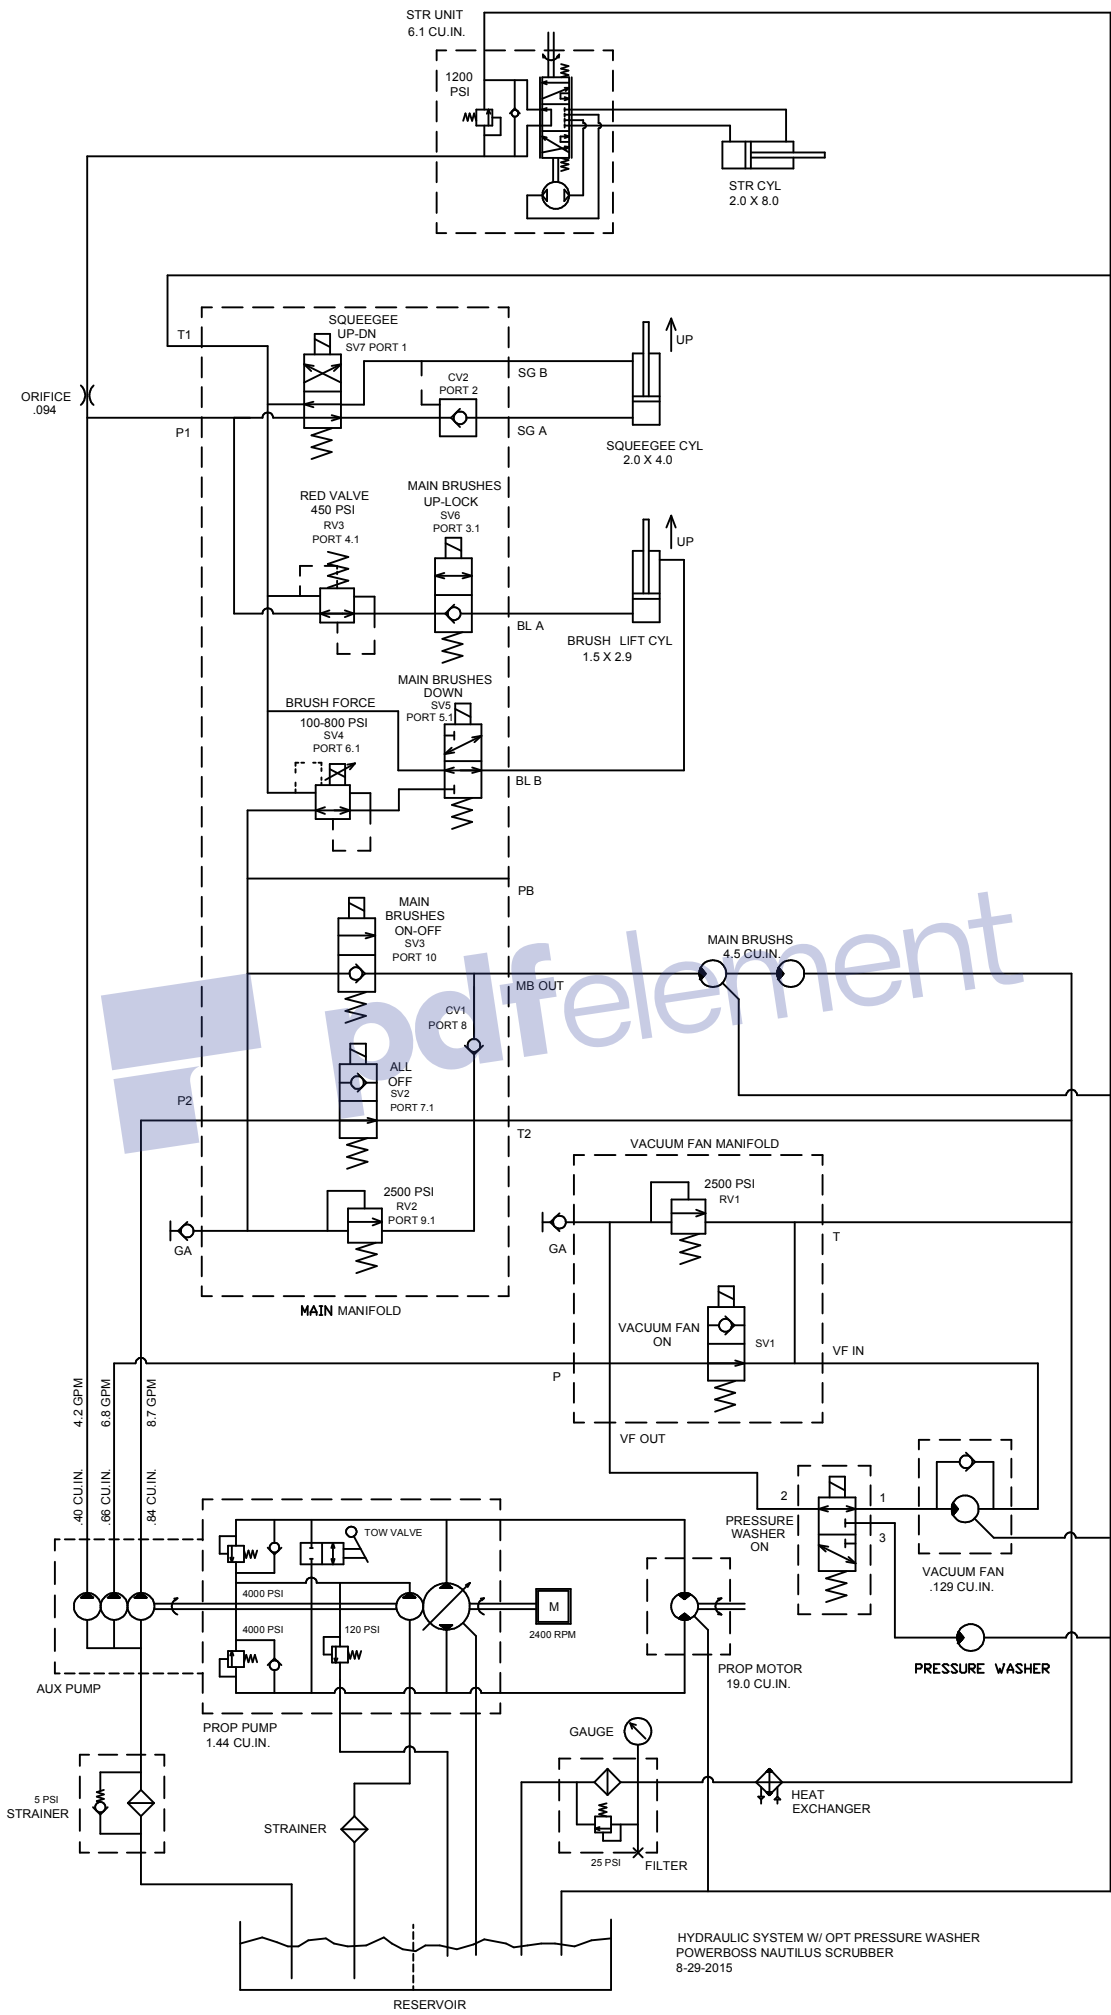 STR UNIT
6.1 CU.IN.
1200
PSI
STR CYL
2.0 X 8.0
SQUEEGEE
UP-DN
SV7 PORT 1
T1
UP
SG B
CV2
PORT 2
ORIFICE
.094
P1
SG A
SQUEEGEE CYL
2.0 X 4.0
RED VALVE
450 PSI
RV3
PORT 4.1
MAIN BRUSHES
UP-LOCK
SV6
PORT 3.1
UP
BL A
BRUSH LIFT CYL
1.5 X 2.9
MAIN BRUSHES
DOWN
SV5
PORT 5.1
BRUSH FORCE
100-800 PSI
SV4
PORT 6.1
BL B
PB
MAIN
BRUSHES
ON-OFF
SV3
PORT 10
MAIN BRUSHS
4.5 CU.IN.
MB OUT
CV1
PORT 8
pdfelement
ALL
OFF
SV2
PORT 7.1
P2
T2
VACUUM FAN MANIFOLD
2500 PSI
RV2
PORT 9.1
2500 PSI
RV1
GA
GA
T
MAIN MANIFOLD
VACUUM FAN
ON
SV1
VF IN
P
4.2 GPM
6.8 GPM
8.7 GPM
VF OUT
.40 CU.IN.
.66 CU.IN.
.84 CU.IN.
2
1
3
PRESSURE
WASHER
ON
VACUUM FAN
.129 CU.IN.
TOW VALVE
4000 PSI
4000 PSI
120 PSI
M
2400 RPM
AUX PUMP
PROP MOTOR
19.0 CU.IN.
PRESSURE WASHER
PROP PUMP
1.44 CU.IN.
GAUGE
5 PSI
STRAINER
STRAINER
HEAT
EXCHANGER
25 PSI
FILTER
HYDRAULIC SYSTEM W/ OPT PRESSURE WASHER
POWERBOSS NAUTILUS SCRUBBER
8-29-2015
RESERVOIR